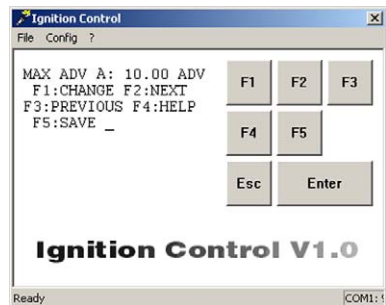 Ignition Control
File Config ?
MAX ADV A: 10.00 ADV
F1:CHANGE F2:NEXT
F3:PREVIOUS F4:HELP
F5:SAVE _
F1 F2 F3
F4 F5
Esc Enter
Ignition Control V1.0
Ready COM1: